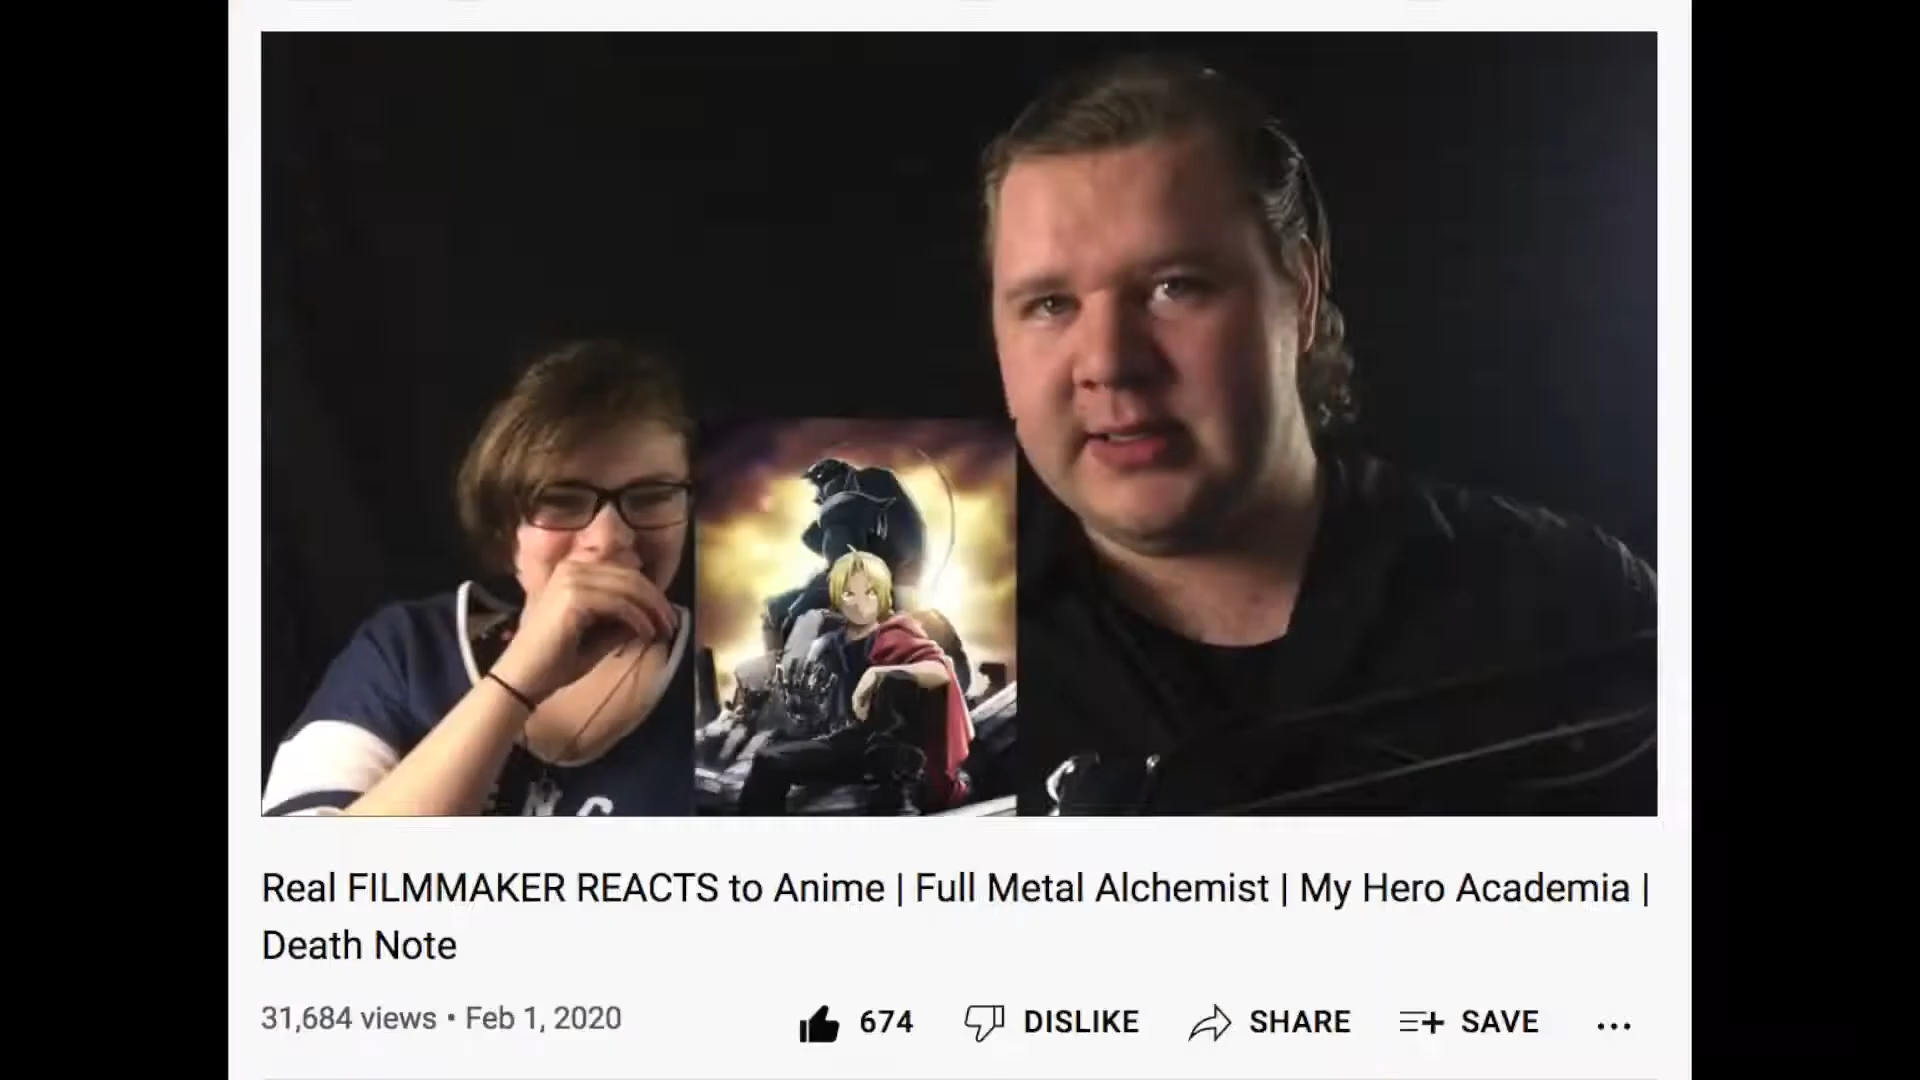 Real FILMMAKER REACTS to Anime | Full Metal Alchemist | My Hero Academia |
Death Note
31,684 views • Feb 1, 2020
674
DISLIKE
SHARE
SAVE